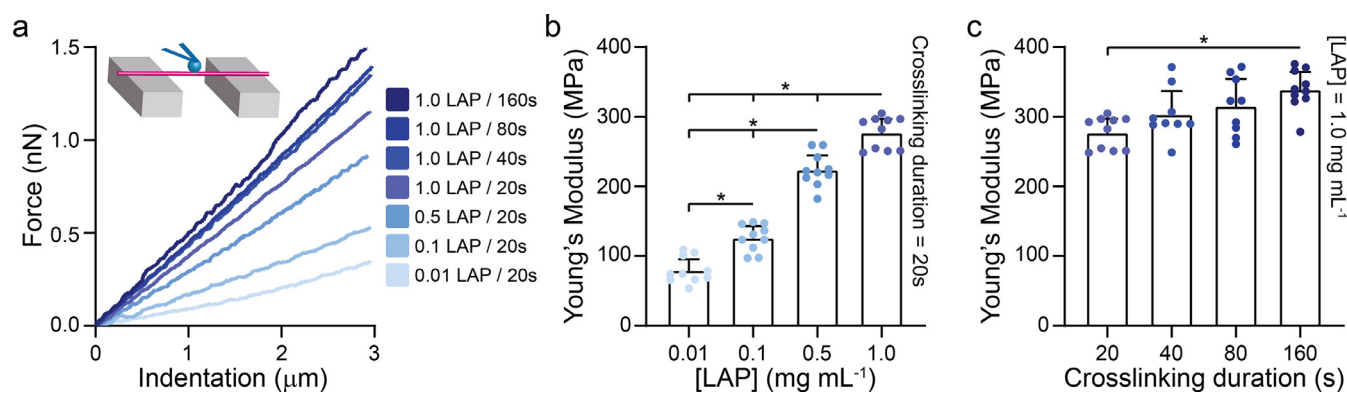 a
1.5
1.0
0.5
0.0
Force (nN)
0
1
2
3
Indentation (μm)
1.0 LAP / 160s
1.0 LAP / 80s
1.0 LAP / 40s
1.0 LAP / 20s
0.5 LAP / 20s
0.1 LAP / 20s
0.01 LAP / 20s
b
400
300
200
100
0
Young's Modulus (MPa)
*
*
*
0.01
0.1
0.5
1.0
[LAP] (mg mL⁻¹)
Crosslinking duration = 20s
c
400
300
200
100
0
Young's Modulus (MPa)
*
20
40
80
160
Crosslinking duration (s)
[LAP] = 1.0 mg mL⁻¹